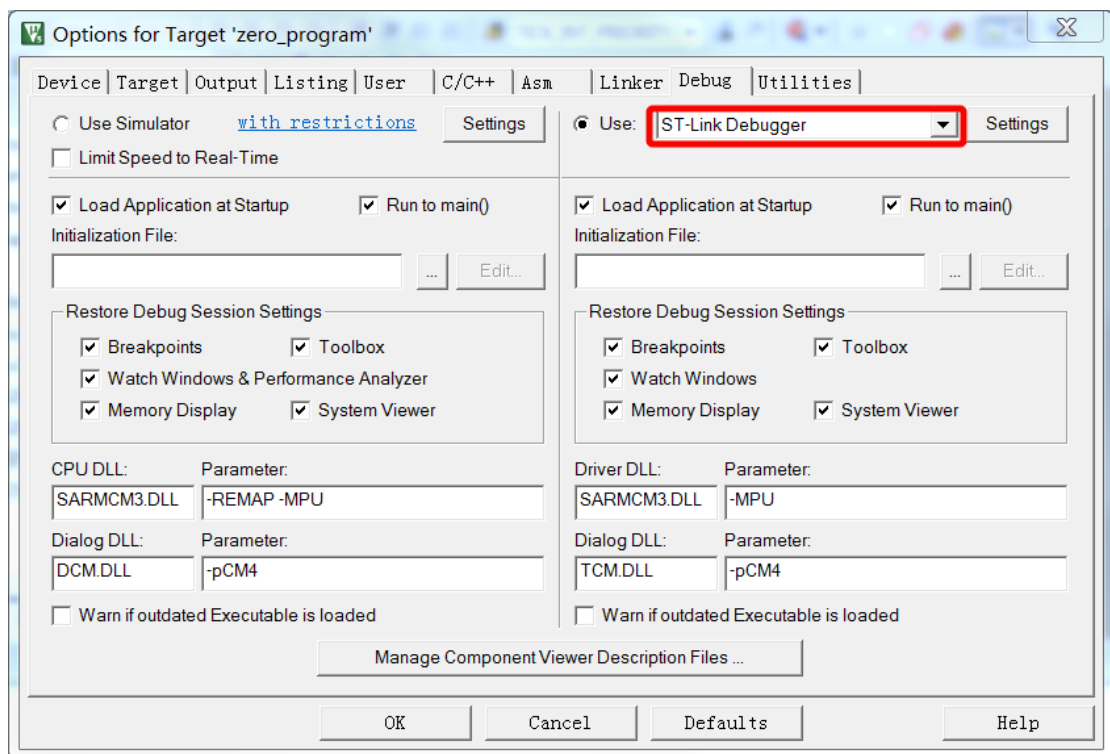 Options for Target 'zero_program'
Device Target Output Listing User C/C++ Asm Linker Debug Utilities
Use Simulator with restrictions Settings
Use: ST-Link Debugger Settings
Limit Speed to Real-Time
Load Application at Startup Run to main()
Load Application at Startup Run to main()
Initialization File:
Initialization File:
... Edit...
... Edit...
Restore Debug Session Settings
Breakpoints Toolbox
Watch Windows & Performance Analyzer
Memory Display System Viewer
Restore Debug Session Settings
Breakpoints Toolbox
Watch Windows
Memory Display System Viewer
CPU DLL: Parameter:
SARMCM3.DLL -REMAP -MPU
Dialog DLL: Parameter:
DCM.DLL -pCM4
Driver DLL: Parameter:
SARMCM3.DLL -MPU
Dialog DLL: Parameter:
TCM.DLL -pCM4
Warn if outdated Executable is loaded
Warn if outdated Executable is loaded
Manage Component Viewer Description Files ...
OK Cancel Defaults Help